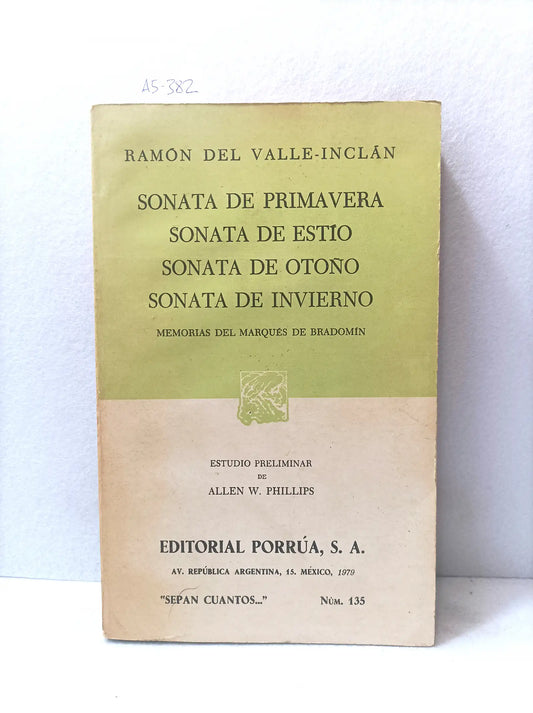 A5-382
RAMÓN DEL VALLE-INCLÁN
SONATA DE PRIMAVERA
SONATA DE ESTÍO
SONATA DE OTOÑO
SONATA DE INVIERNO
MEMORIAS DEL MARQUÉS DE BRADOMÍN
ESTUDIO PRELIMINAR
DE
ALLEN W. PHILLIPS
EDITORIAL PORRÚA, S. A.
AV. REPÚBLICA ARGENTINA, 15. MÉXICO, 1979
"SEPAN CUANTOS..." NÚM. 135